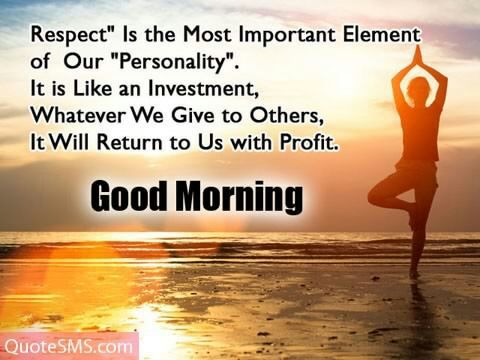 Respect" Is the Most Important Element
of Our "Personality".
It is Like an Investment,
Whatever We Give to Others,
It Will Return to Us with Profit.
Good Morning
QuoteSMS.com